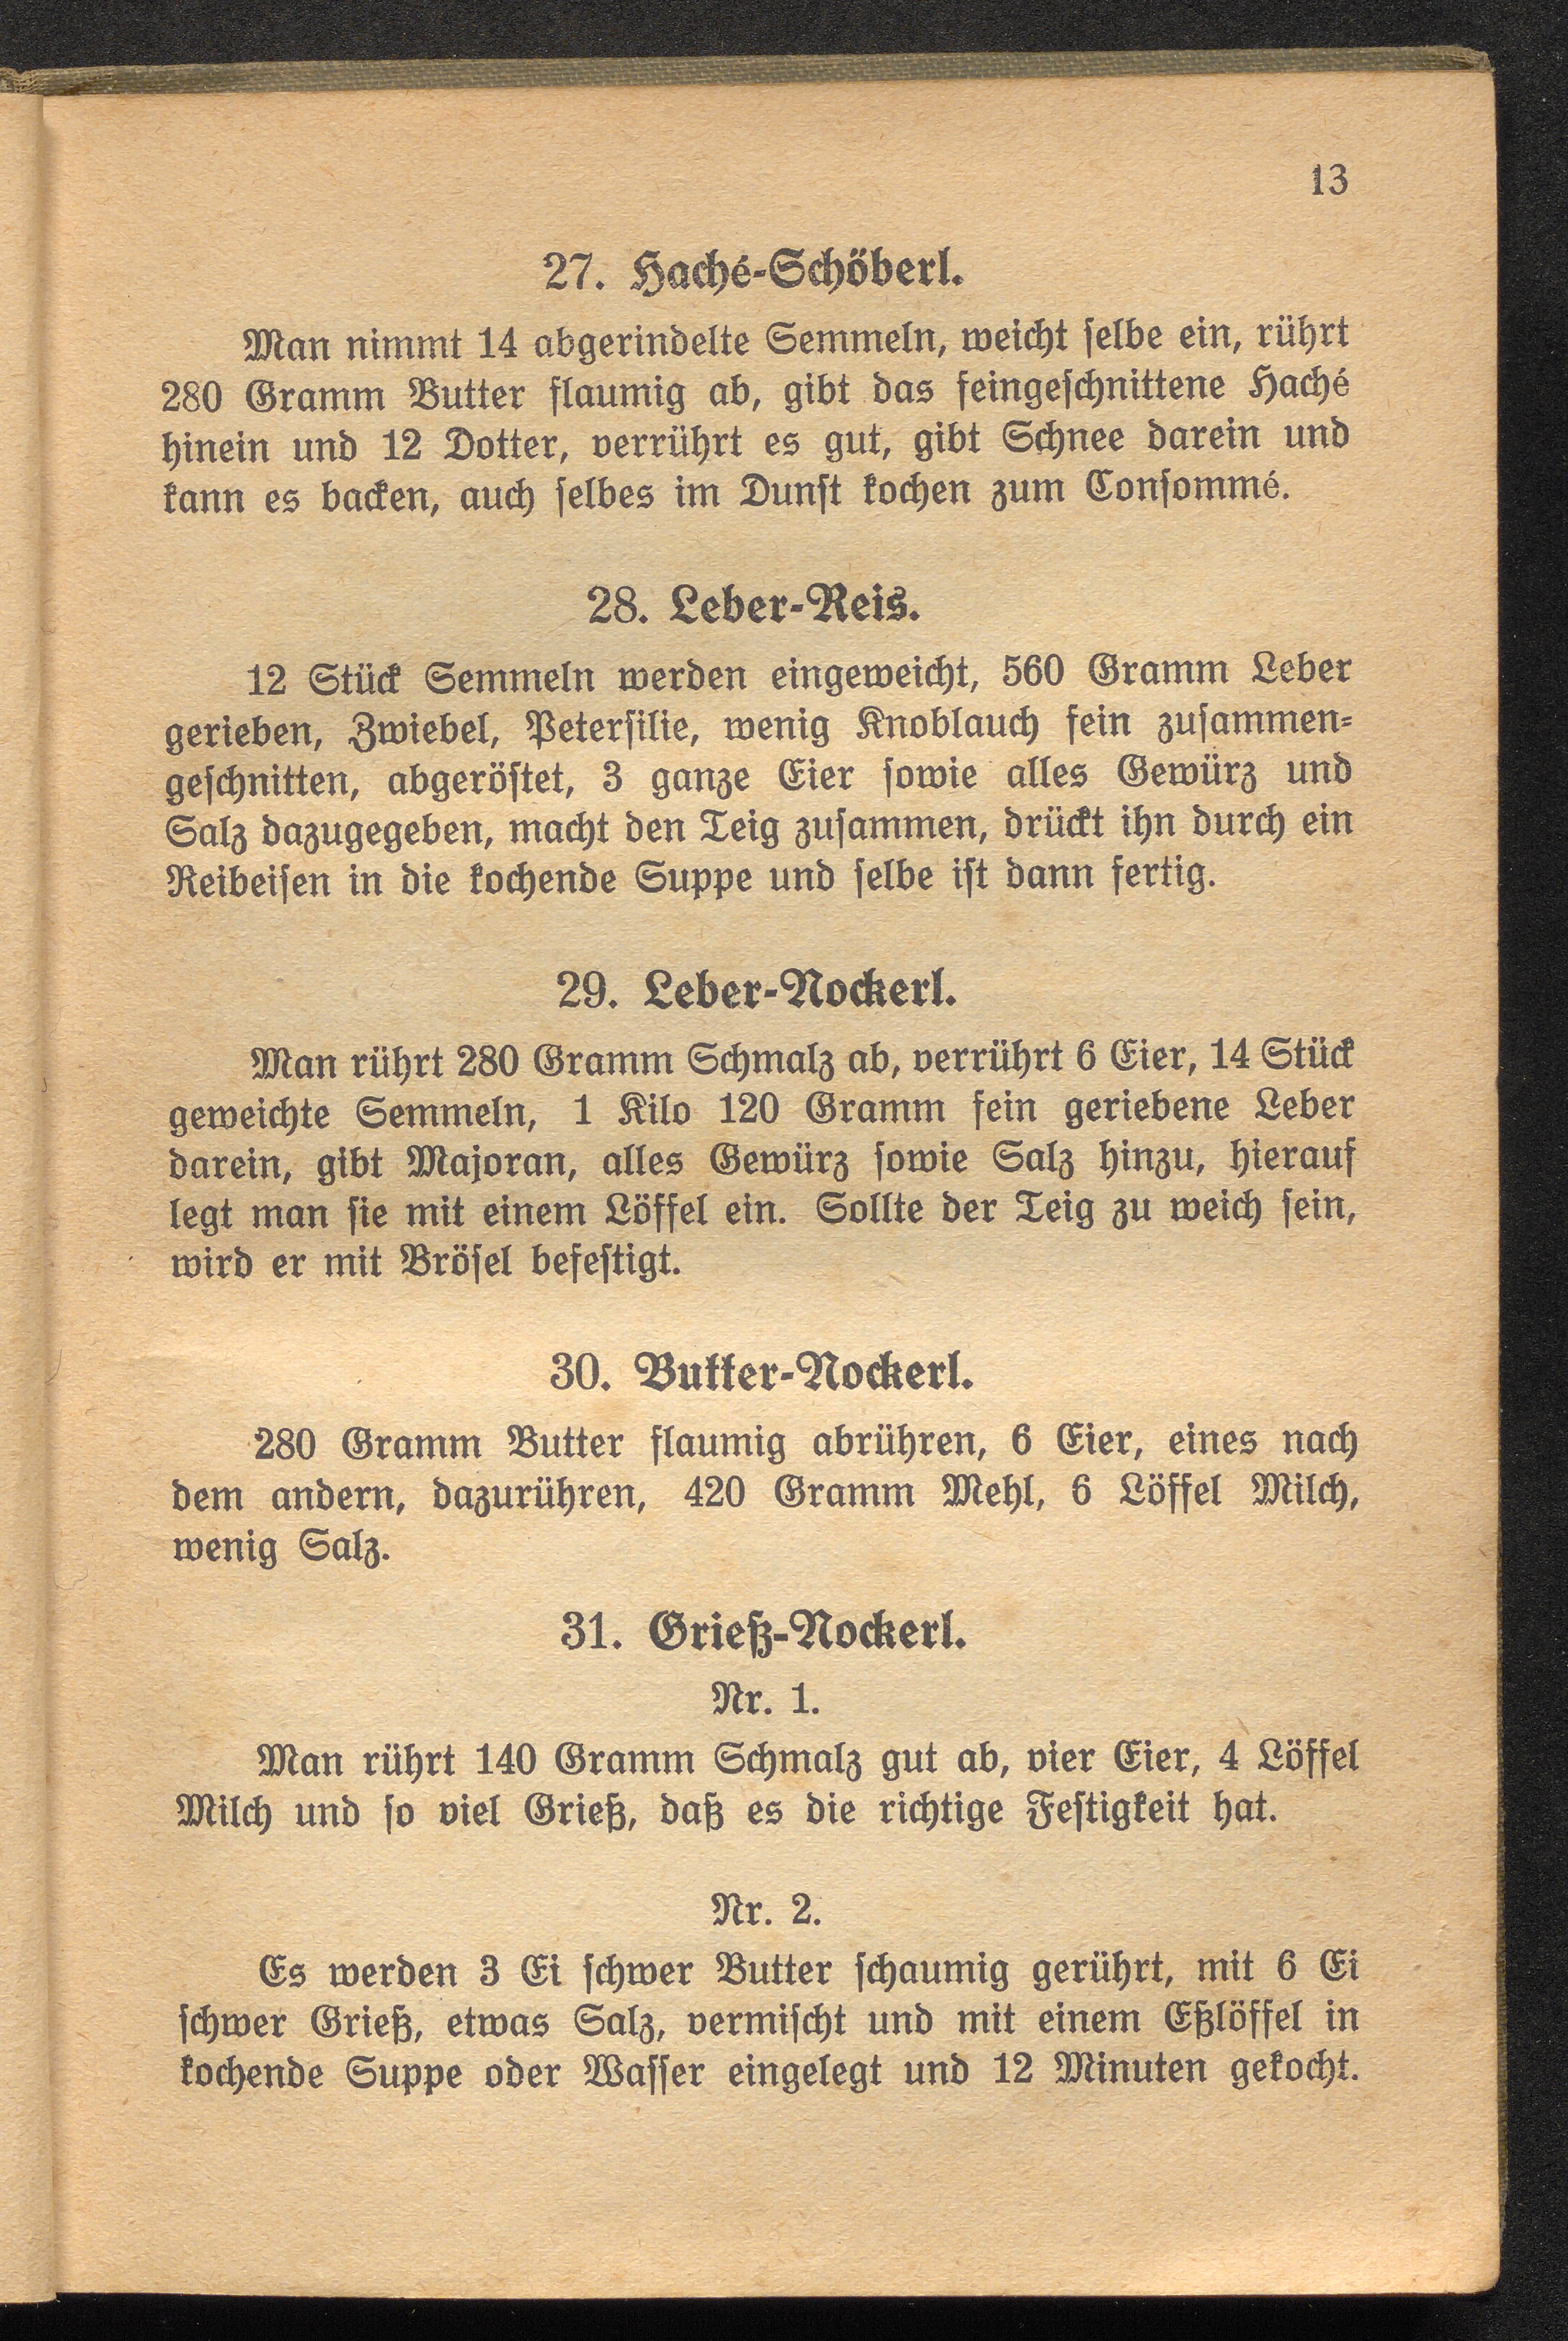 13
27. Haché-Schöberl.
Man nimmt 14 abgerindelte Semmeln, weicht selbe ein, rührt
280 Gramm Butter flaumig ab, gibt das feingeschnittene Haché
hinein und 12 Dotter, verrührt es gut, gibt Schnee darein und
kann es backen, auch selbes im Dunst kochen zum Consommé.
28. Leber-Reis.
12 Stück Semmeln werden eingeweicht, 560 Gramm Leber
gerieben, Zwiebel, Petersilie, wenig Knoblauch fein zusammen-
geschnitten, abgeröstet, 3 ganze Eier sowie alles Gewürz und
Salz dazugegeben, macht den Teig zusammen, drückt ihn durch ein
Reibeisen in die kochende Suppe und selbe ist dann fertig.
29. Leber-Nockerl.
Man rührt 280 Gramm Schmalz ab, verrührt 6 Eier, 14 Stück
geweichte Semmeln, 1 Kilo 120 Gramm fein geriebene Leber
darein, gibt Majoran, alles Gewürz sowie Salz hinzu, hierauf
legt man sie mit einem Löffel ein. Sollte der Teig zu weich sein,
wird er mit Brösel befestigt.
30. Butter-Nockerl.
280 Gramm Butter flaumig abrühren, 6 Eier, eines nach
dem andern, dazurühren, 420 Gramm Mehl, 6 Löffel Milch,
wenig Salz.
31. Grieß-Nockerl.
Nr. 1.
Man rührt 140 Gramm Schmalz gut ab, vier Eier, 4 Löffel
Milch und so viel Grieß, daß es die richtige Festigkeit hat.
Nr. 2.
Es werden 3 Ei schwer Butter schaumig gerührt, mit 6 Ei
schwer Grieß, etwas Salz, vermischt und mit einem Eßlöffel in
kochende Suppe oder Wasser eingelegt und 12 Minuten gekocht.